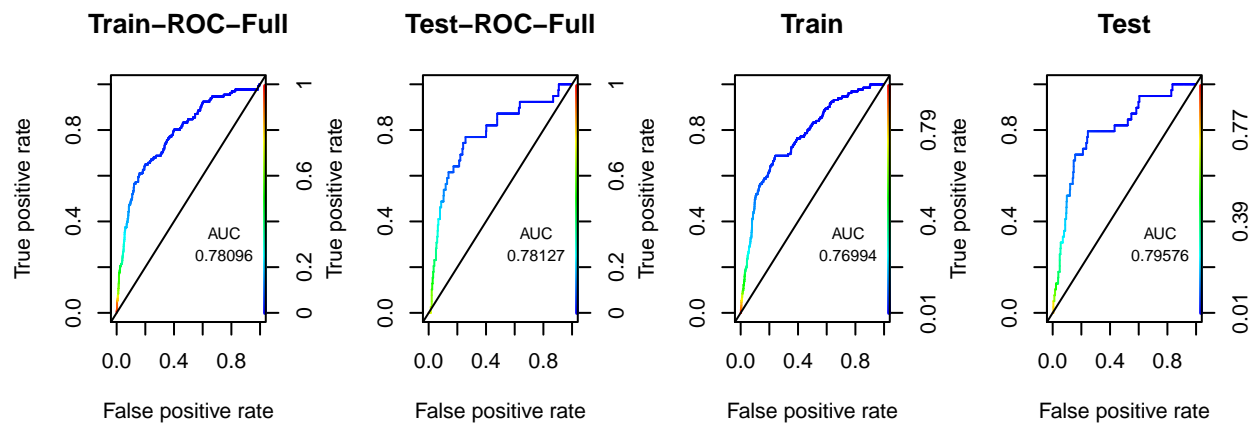 Train−ROC−Full
True positive rate
0.0 0.4 0.8
0 0.2 0.6 1
AUC
0.78096
0.0 0.4 0.8
False positive rate
Test−ROC−Full
True positive rate
0.0 0.4 0.8
0 0.2 0.6 1
AUC
0.78127
0.0 0.4 0.8
False positive rate
Train
True positive rate
0.0 0.4 0.8
0.01 0.4 0.79
AUC
0.76994
0.0 0.4 0.8
False positive rate
Test
True positive rate
0.0 0.4 0.8
0.01 0.39 0.77
AUC
0.79576
0.0 0.4 0.8
False positive rate